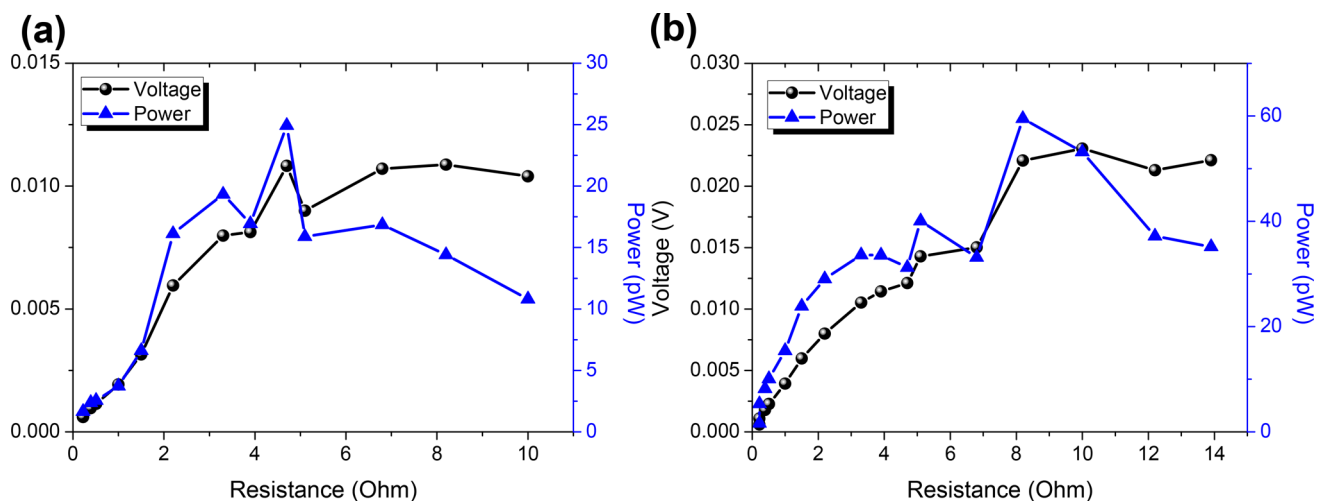 (a)
0.015
0.010
0.005
0.000
Voltage
Power
30
25
20
15
10
5
0
Power (pW)
0 2 4 6 8 10
Resistance (Ohm)
(b)
Voltage (V)
0.030
0.025
0.020
0.015
0.010
0.005
0.000
Voltage
Power
60
40
20
0
Power (pW)
0 2 4 6 8 10 12 14
Resistance (Ohm)